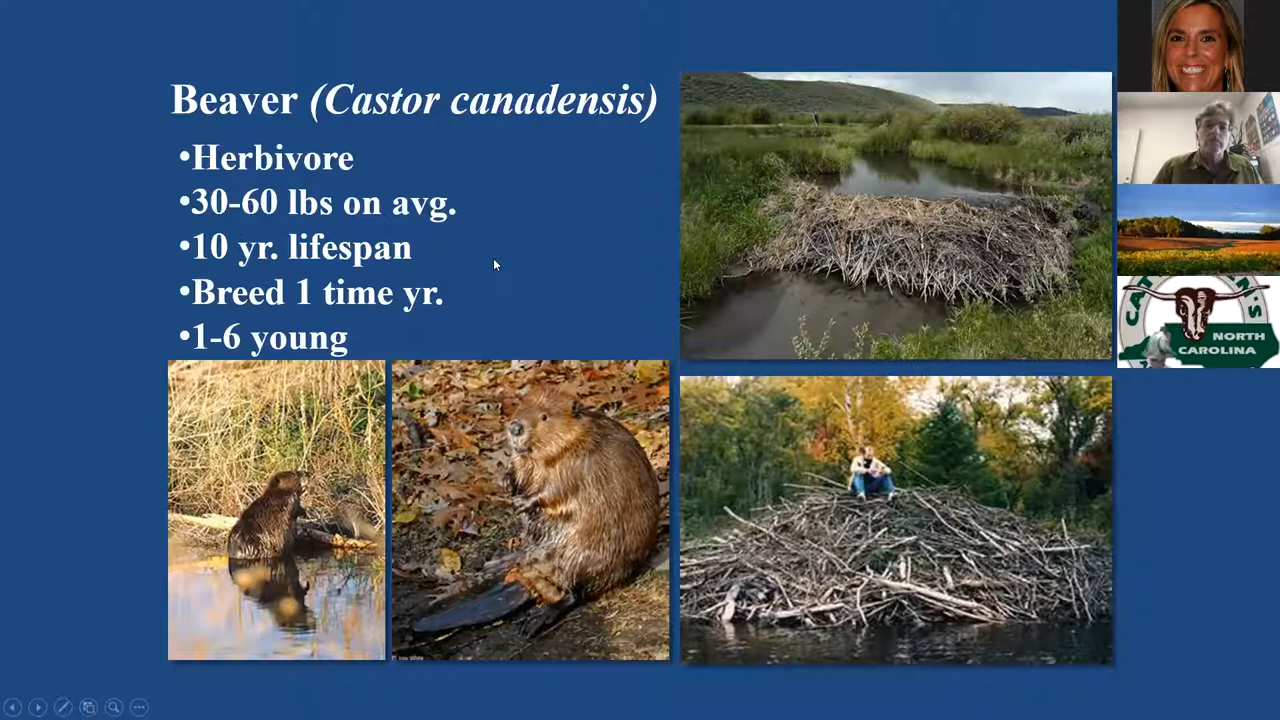 Beaver (Castor canadensis)
•Herbivore
•30-60 lbs on avg.
•10 yr. lifespan
•Breed 1 time yr.
•1-6 young
NORTH
CAROLINA